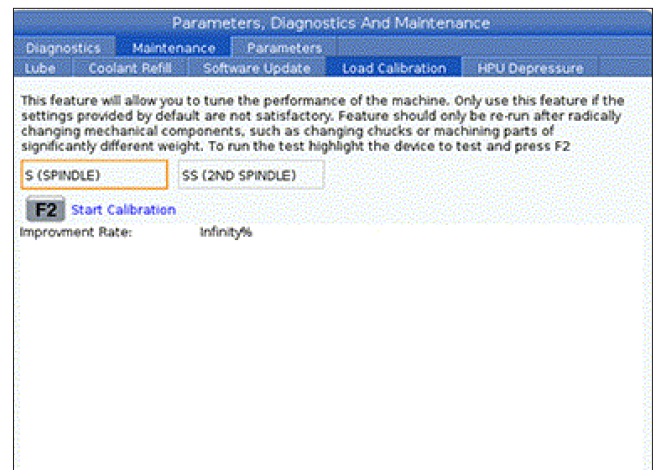 Parameters, Diagnostics And Maintenance
Diagnostics Maintenance Parameters
Lube Coolant Refill Software Update Load Calibration HPU Depressure
This feature will allow you to tune the performance of the machine. Only use this feature if the
settings provided by default are not satisfactory. Feature should only be re-run after radically
changing mechanical components, such as changing chucks or machining parts of
significantly different weight. To run the test highlight the device to test and press F2
S (SPINDLE) SS (2ND SPINDLE)
F2 Start Calibration
Improvment Rate: Infinity%